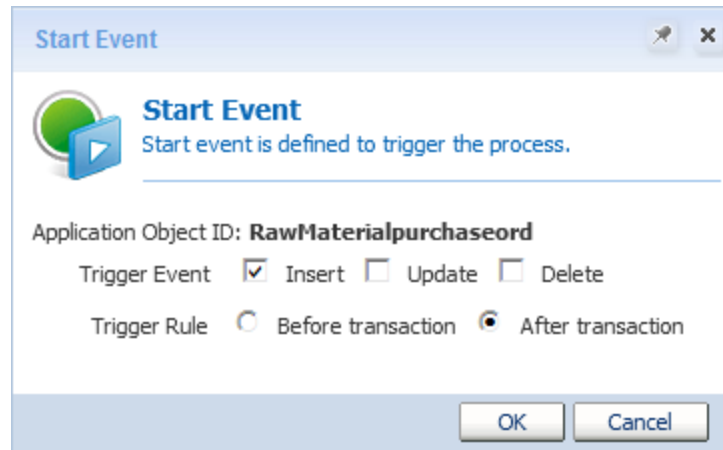 Start Event
Start Event
Start event is defined to trigger the process.
Application Object ID: RawMaterialpurchaseord
Trigger Event Insert Update Delete
Trigger Rule Before transaction After transaction
OK Cancel